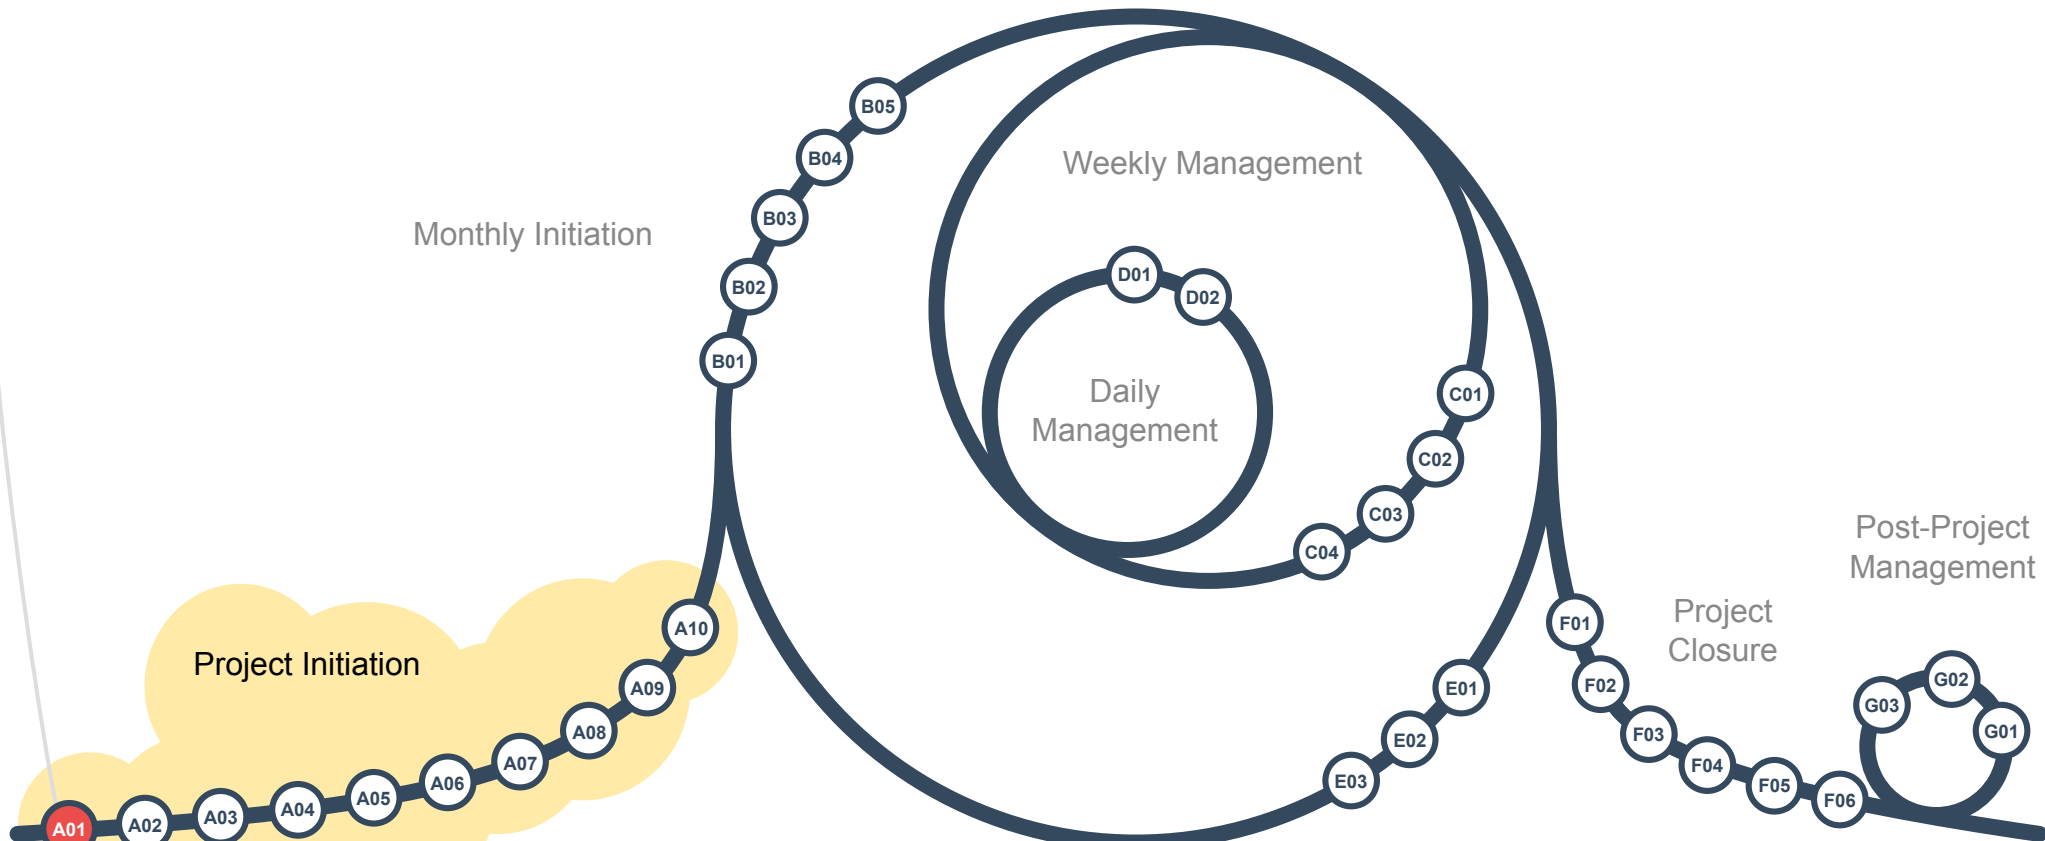 Project Initiation
A01
A02
A03
A04
A05
A06
A07
A08
A09
A10
Monthly Initiation
B01
B02
B03
B04
B05
Weekly Management
C01
C02
C03
C04
Daily
Management
D01
D02
E01
E02
E03
Project
Closure
F01
F02
F03
F04
F05
F06
Post-Project
Management
G01
G02
G03